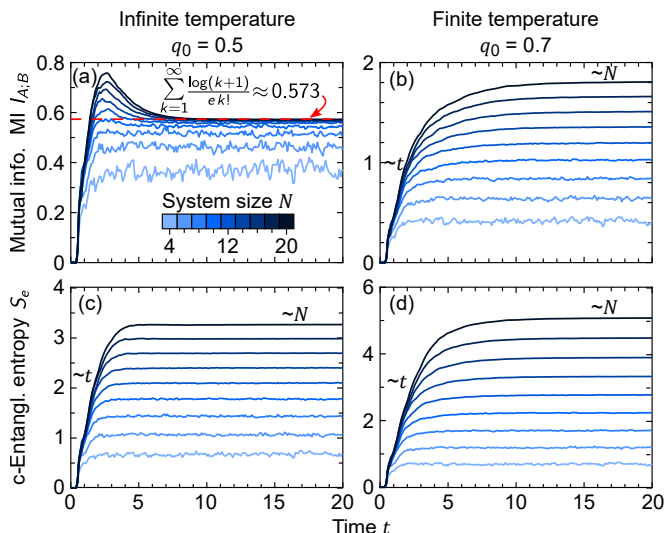 Infinite temperature
q₀ = 0.5
Finite temperature
q₀ = 0.7
Mutual info. MI I_{A;B}
0.8
0.6
0.4
0.2
0
(a)
∑_{k=1}^{∞} log(k+1)/(e k!) ≈ 0.573
System size N
4 12 20
2
1
0
(b)
~N
~t
c-Entangl. entropy S_e
4
3
2
1
0
(c)
~N
~t
0 5 10 15 20
6
4
2
0
(d)
~N
~t
0 5 10 15 20
Time t